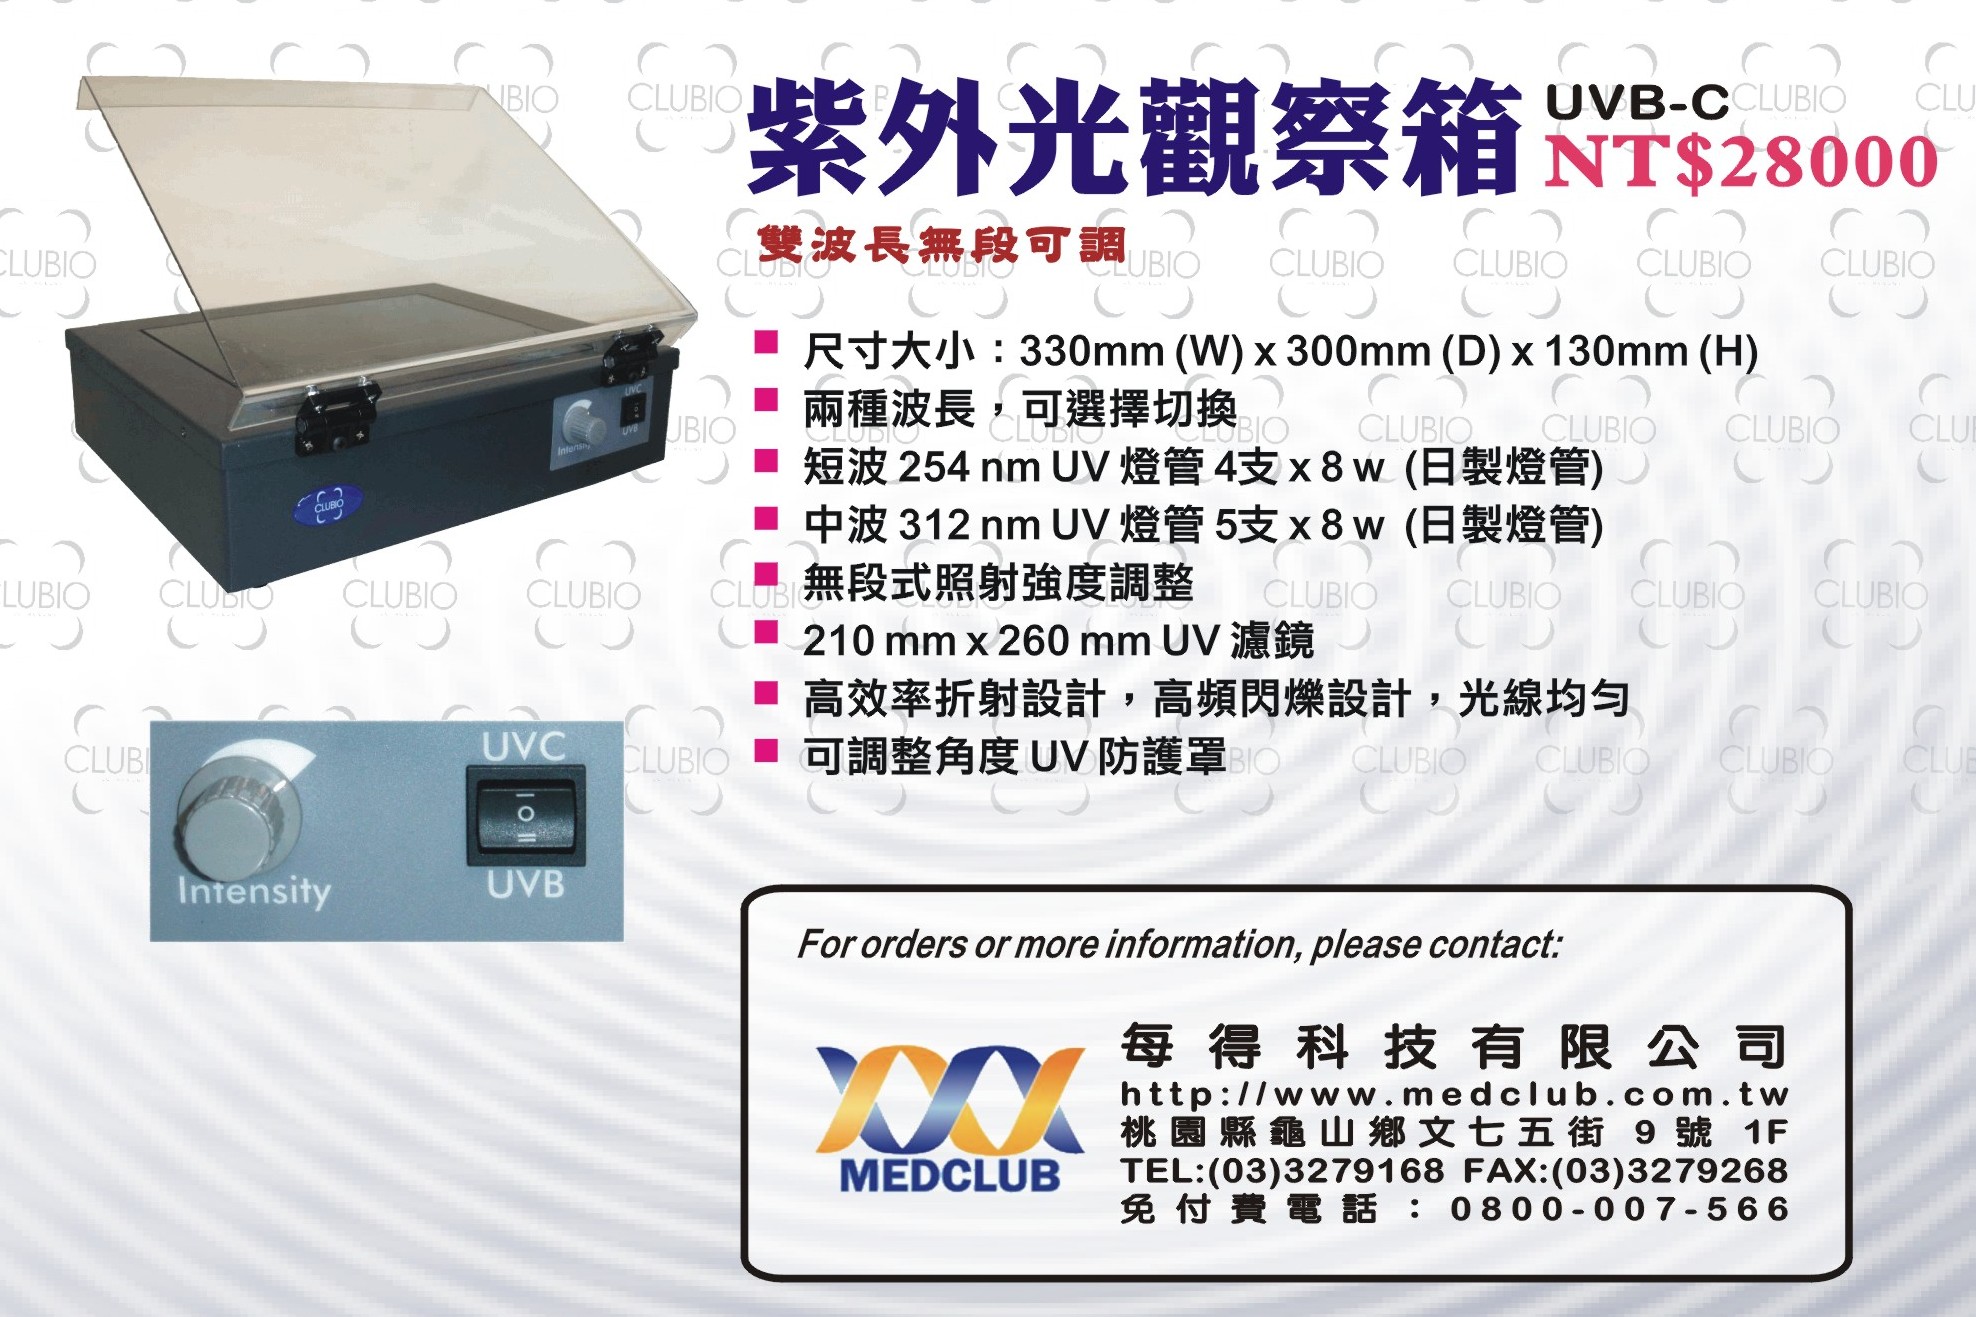 紫外光觀察箱 UVB-C
NT$28000
雙波長無段可調
尺寸大小：330mm (W) x 300mm (D) x 130mm (H)
兩種波長，可選擇切換
短波 254 nm UV 燈管 4支 x 8 w (日製燈管)
中波 312 nm UV 燈管 5支 x 8 w (日製燈管)
無段式照射強度調整
210 mm x 260 mm UV 濾鏡
高效率折射設計，高頻閃爍設計，光線均勻
可調整角度 UV 防護罩
UVC
Intensity
UVB
CLUBIO
UVC
Intensity
UVB
For orders or more information, please contact:
MEDCLUB
每得科技有限公司
http://www.medclub.com.tw
桃園縣龜山鄉文七五街 9 號 1F
TEL:(03)3279168 FAX:(03)3279268
免付費電話：0800-007-566